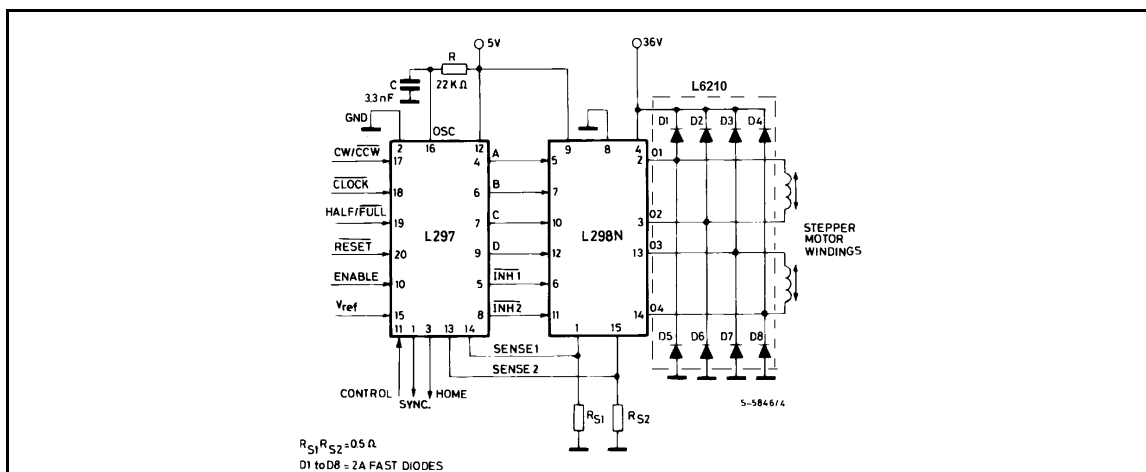 5V
36V
L6210
R
22 KΩ
C
3.3 nF
GND
OSC
D1 D2 D3 D4
2 16 12
9 8 4
CW/CCW 17
4 A 5
2 O1
CLOCK 18
6 B 7
HALF/FULL 19
7 C 10
3 O2
L297
L298N
STEPPER
MOTOR
WINDINGS
RESET 20
9 D 12
13 O3
ENABLE 10
5 INH1 6
Vref 15
8 INH2 11
14 O4
11 1 3 13 14
1 15
D5 D6 D7 D8
SENSE 1
SENSE 2
CONTROL
SYNC.
HOME
RS1 RS2
S-5846/4
RS1 RS2 = 0.5 Ω
D1 to D8 = 2A FAST DIODES